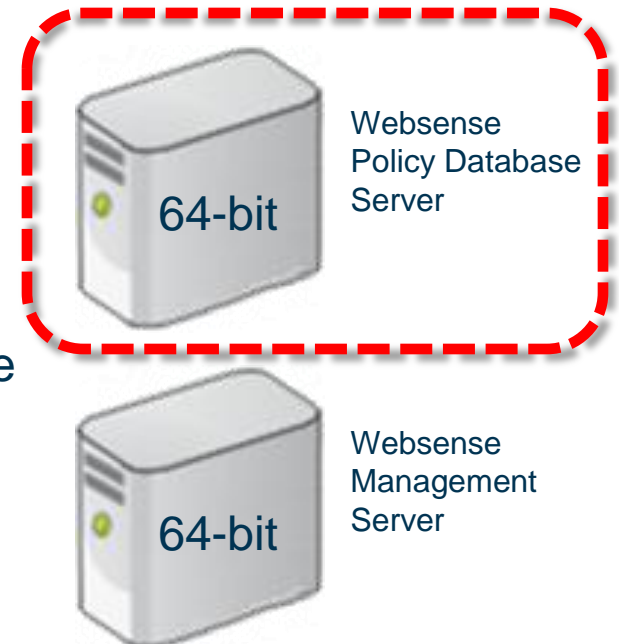 64-bit
Websense
Policy Database
Server
e
64-bit
Websense
Management
Server